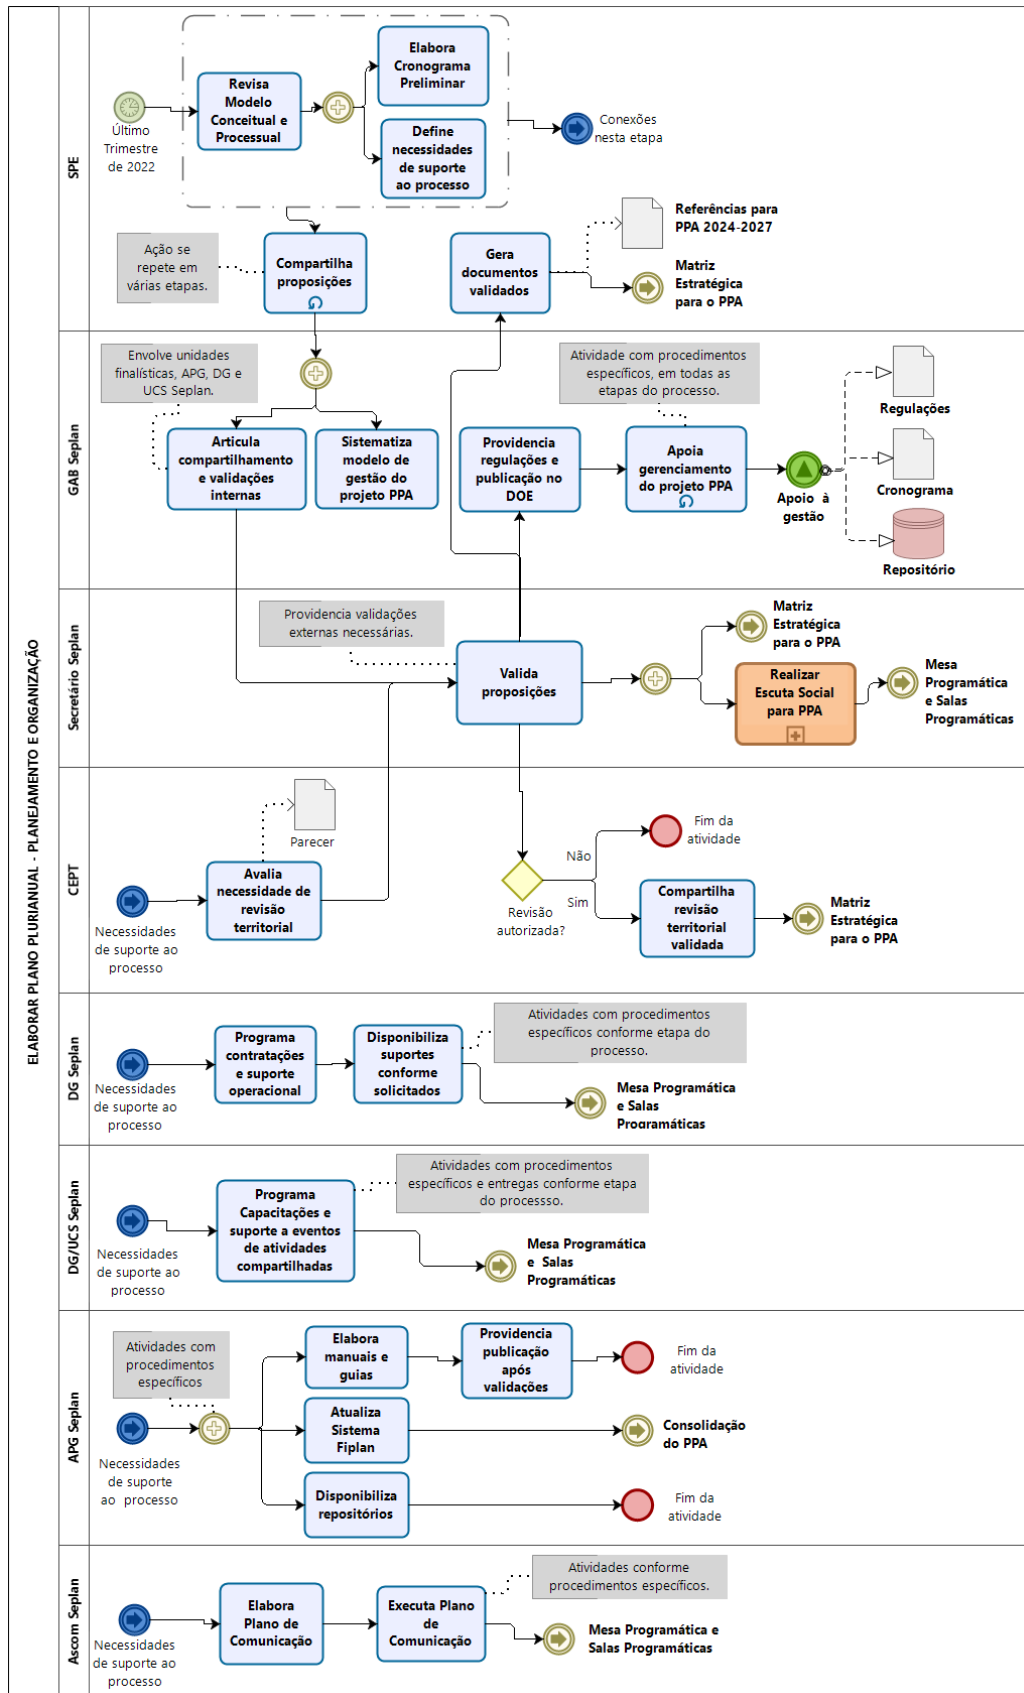 ELABORAR PLANO PLURIANUAL - PLANEJAMENTO E ORGANIZAÇÃO
SPE
Último
Trimestre
de 2022
Revisa
Modelo
Conceitual e
Processual
Elabora
Cronograma
Preliminar
Define
necessidades
de suporte
ao processo
Conexões
nesta etapa
Ação se
repete em
várias etapas.
Compartilha
proposições
Gera
documentos
validados
Referências para
PPA 2024-2027
Matriz
Estratégica
para o PPA
GAB Seplan
Envolve unidades
finalísticas, APG, DG e
UCS Seplan.
Articula
compartilhamento
e validações
internas
Sistematiza
modelo de
gestão do
projeto PPA
Atividade com procedimentos
específicos, em todas as
etapas do processo.
Providencia
regulações e
publicação no
DOE
Apoia
gerenciamento
do projeto PPA
Apoio à
gestão
Regulações
Cronograma
Repositório
Secretário Seplan
Providencia validações
externas necessárias.
Valida
proposições
Matriz
Estratégica
para o PPA
Realizar
Escuta Social
para PPA
Mesa
Programática
e Salas
Programáticas
CEPT
Necessidades
de suporte ao
processo
Avalia
necessidade de
revisão
territorial
Parecer
Revisão
autorizada?
Não
Sim
Fim da
atividade
Compartilha
revisão
territorial
validada
Matriz
Estratégica
para o PPA
DG Seplan
Necessidades
de suporte ao
processo
Programa
contratações
e suporte
operacional
Disponibiliza
suportes
conforme
solicitados
Atividades com procedimentos
específicos conforme etapa do
processo.
Mesa Programática
e Salas
Programáticas
DG/UCS Seplan
Necessidades
de suporte ao
processo
Programa
Capacitações e
suporte a eventos
de atividades
compartilhadas
Atividades com procedimentos
específicos e entregas conforme etapa
do processso.
Mesa Programática
e Salas
Programáticas
APG Seplan
Atividades com
procedimentos
específicos
Necessidades
de suporte
ao processo
Elabora
manuais e
guias
Providencia
publicação
após
validações
Fim da
atividade
Atualiza
Sistema
Fiplan
Consolidação
do PPA
Disponibiliza
repositórios
Fim da
atividade
Ascom Seplan
Necessidades
de suporte ao
processo
Elabora
Plano de
Comunicação
Executa Plano
de
Comunicação
Atividades conforme
procedimentos específicos.
Mesa Programática e
Salas Programáticas